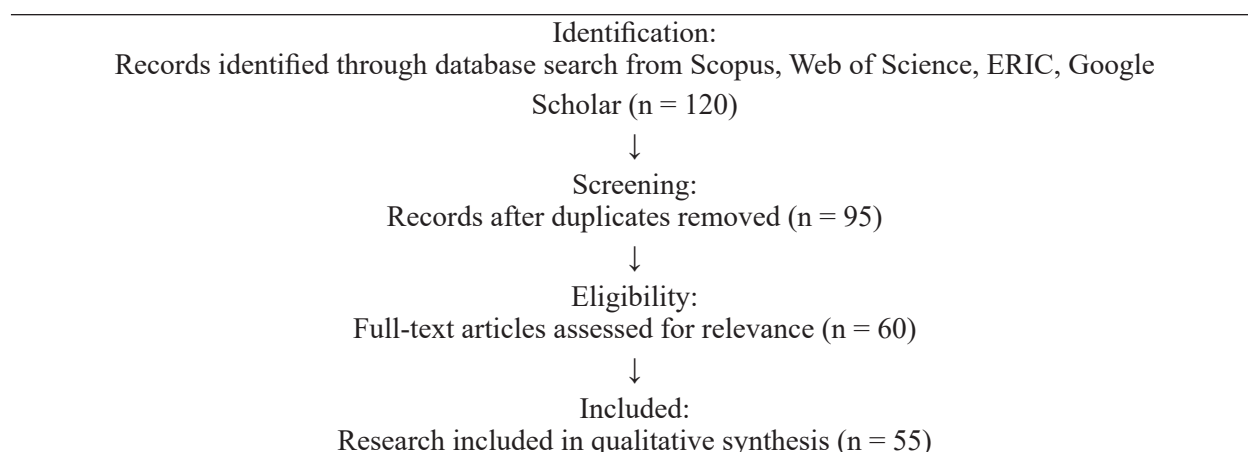 Identification:
Records identified through database search from Scopus, Web of Science, ERIC, Google
Scholar (n = 120)
↓
Screening:
Records after duplicates removed (n = 95)
↓
Eligibility:
Full-text articles assessed for relevance (n = 60)
↓
Included:
Research included in qualitative synthesis (n = 55)